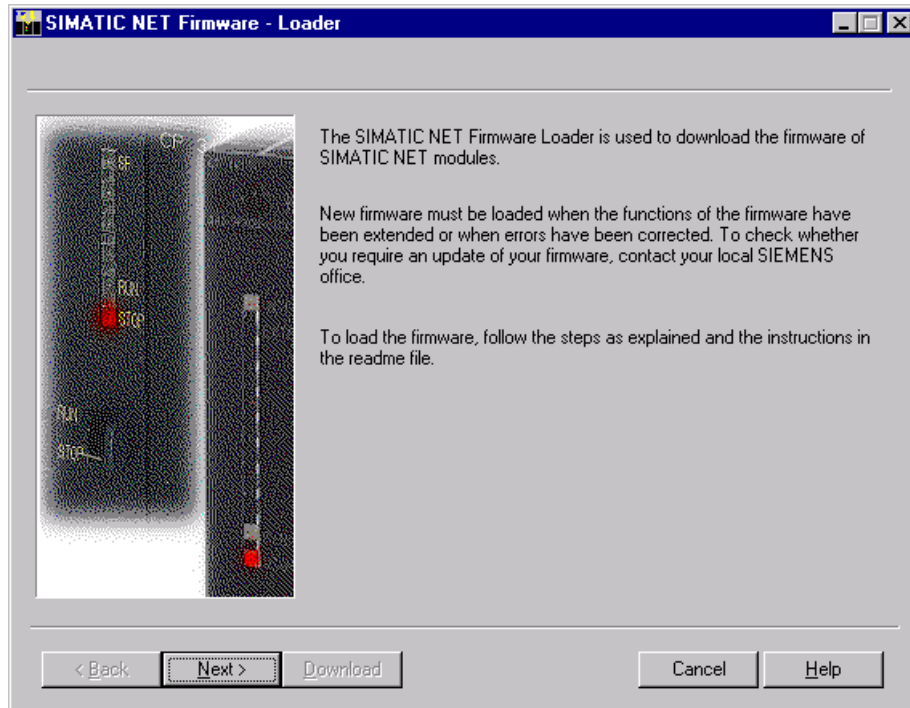 SIMATIC NET Firmware - Loader
CP 3
SF
RUN
STOP
RUN
STOP
The SIMATIC NET Firmware Loader is used to download the firmware of
SIMATIC NET modules.
New firmware must be loaded when the functions of the firmware have
been extended or when errors have been corrected. To check whether
you require an update of your firmware, contact your local SIEMENS
office.
To load the firmware, follow the steps as explained and the instructions in
the readme file.
< Back
Next >
Download
Cancel
Help